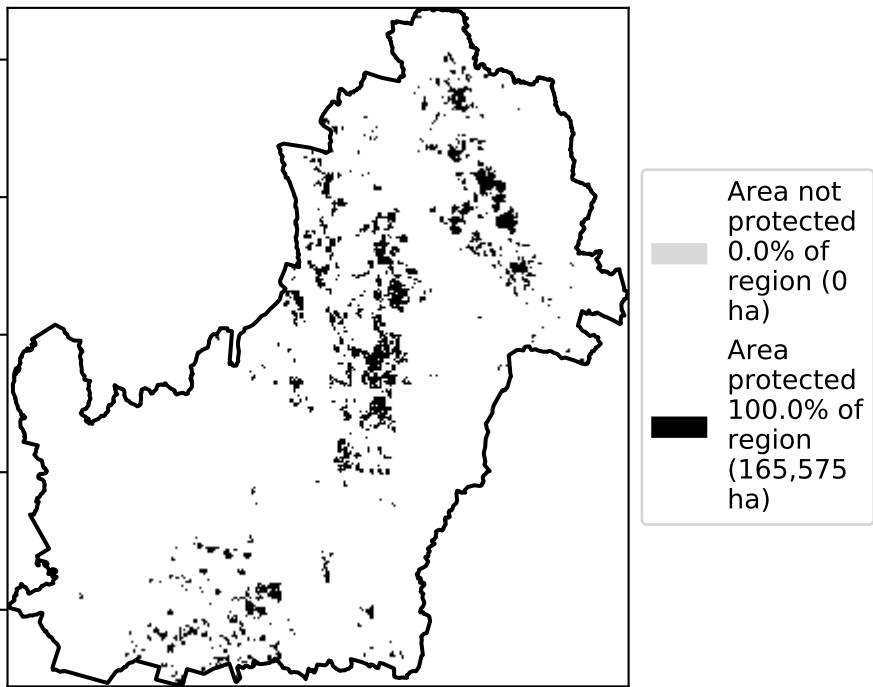 Area not
protected
0.0% of
region (0
ha)
Area
protected
100.0% of
region
(165,575
ha)